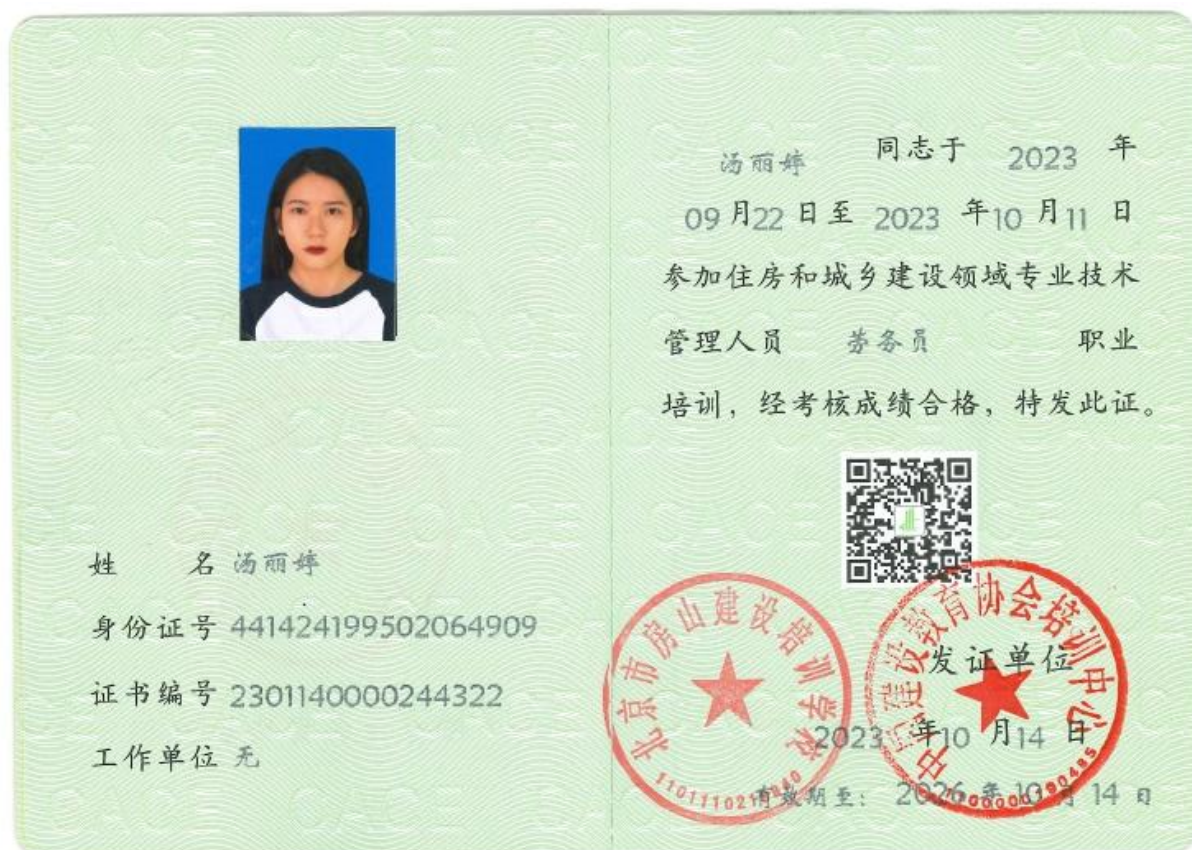 姓 名 汤丽婷
身份证号 441424199502064909
证书编号 2301140000244322
工作单位 无
汤丽婷 同志于 2023 年
09 月 22 日至 2023 年 10 月 11 日
参加住房和城乡建设领域专业技术
管理人员 劳务员 职业
培训，经考核成绩合格，特发此证。
发证单位
2023 年 10 月 14 日
有效期至： 2026 年 10 月 14 日
北京市房山建设培训学校
中国建设教育协会培训中心
CACE